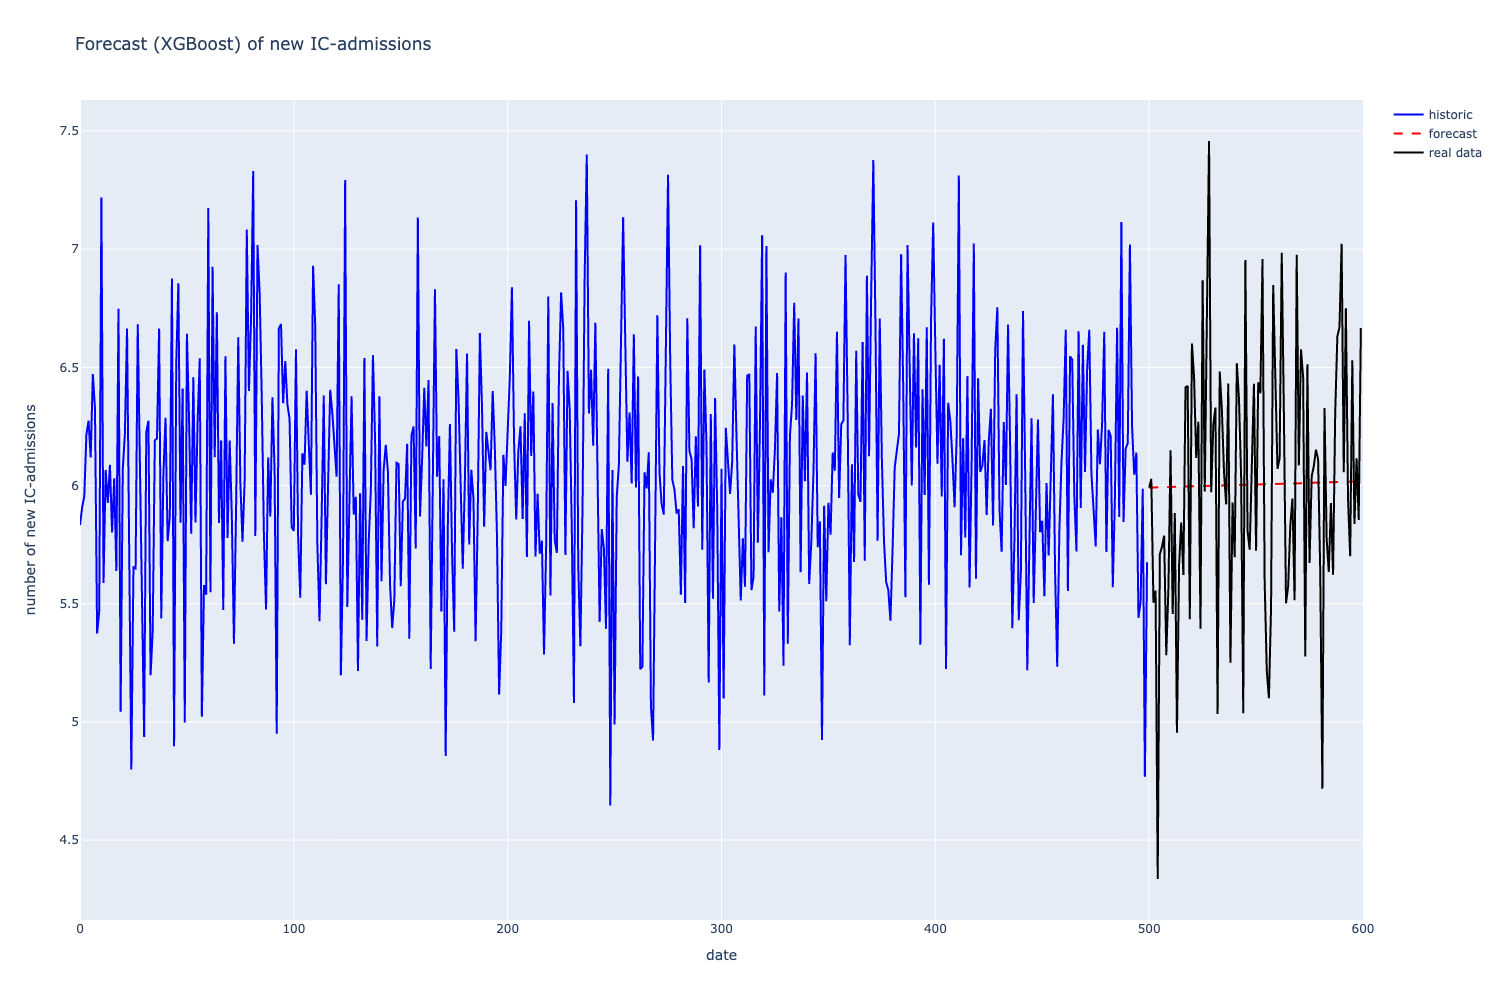 Forecast (XGBoost) of new IC-admissions
historic
forecast
real data
number of new IC-admissions
7.5
7
6.5
6
5.5
5
4.5
0
100
200
300
400
500
600
date